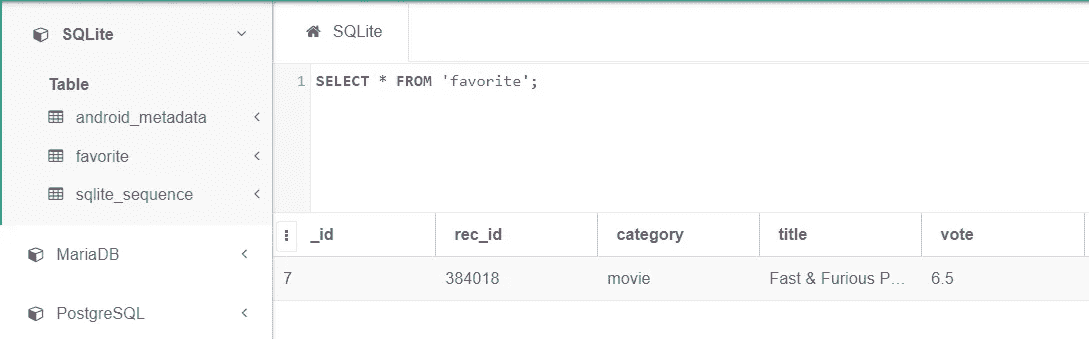 SQLite
Table
android_metadata
favorite
sqlite_sequence
MariaDB
PostgreSQL
SQLite
1 SELECT * FROM 'favorite';
_id rec_id category title vote
7 384018 movie Fast & Furious P... 6.5